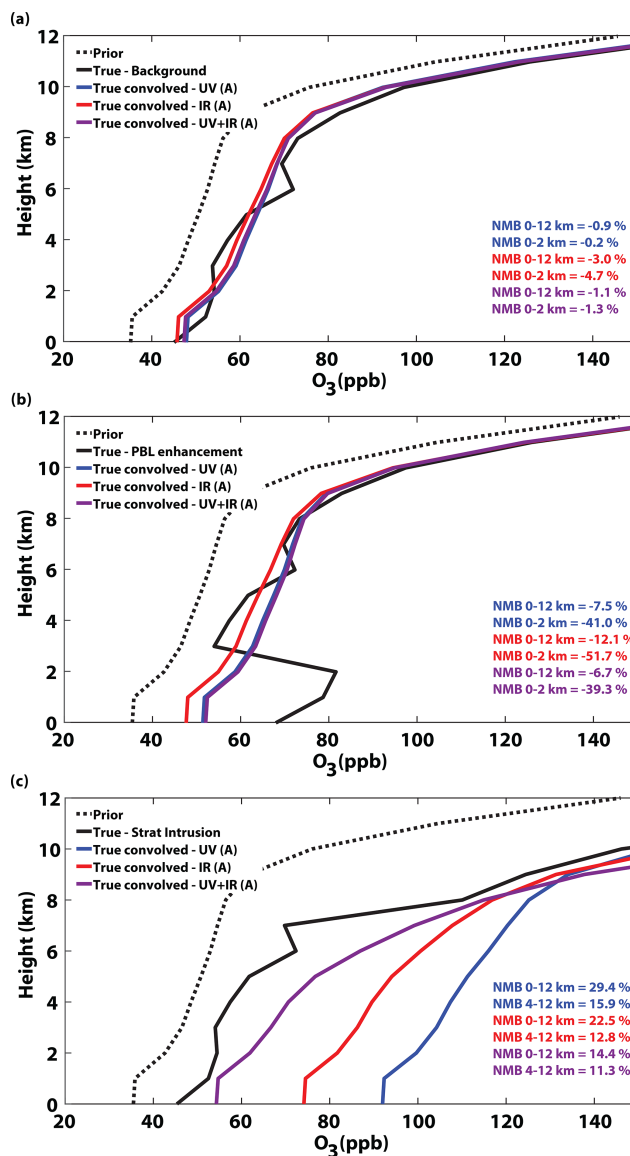 (a)
12
10
8
6
4
2
0
Height (km)
Prior
True - Background
True convolved - UV (A)
True convolved - IR (A)
True convolved - UV+IR (A)
NMB 0-12 km = -0.9 %
NMB 0-2 km = -0.2 %
NMB 0-12 km = -3.0 %
NMB 0-2 km = -4.7 %
NMB 0-12 km = -1.1 %
NMB 0-2 km = -1.3 %
20 40 60 80 100 120 140
O3(ppb)
(b)
12
10
8
6
4
2
0
Height (km)
Prior
True - PBL enhancement
True convolved - UV (A)
True convolved - IR (A)
True convolved - UV+IR (A)
NMB 0-12 km = -7.5 %
NMB 0-2 km = -41.0 %
NMB 0-12 km = -12.1 %
NMB 0-2 km = -51.7 %
NMB 0-12 km = -6.7 %
NMB 0-2 km = -39.3 %
20 40 60 80 100 120 140
O3(ppb)
(c)
12
10
8
6
4
2
0
Height (km)
Prior
True - Strat Intrusion
True convolved - UV (A)
True convolved - IR (A)
True convolved - UV+IR (A)
NMB 0-12 km = 29.4 %
NMB 4-12 km = 15.9 %
NMB 0-12 km = 22.5 %
NMB 4-12 km = 12.8 %
NMB 0-12 km = 14.4 %
NMB 4-12 km = 11.3 %
20 40 60 80 100 120 140
O3(ppb)